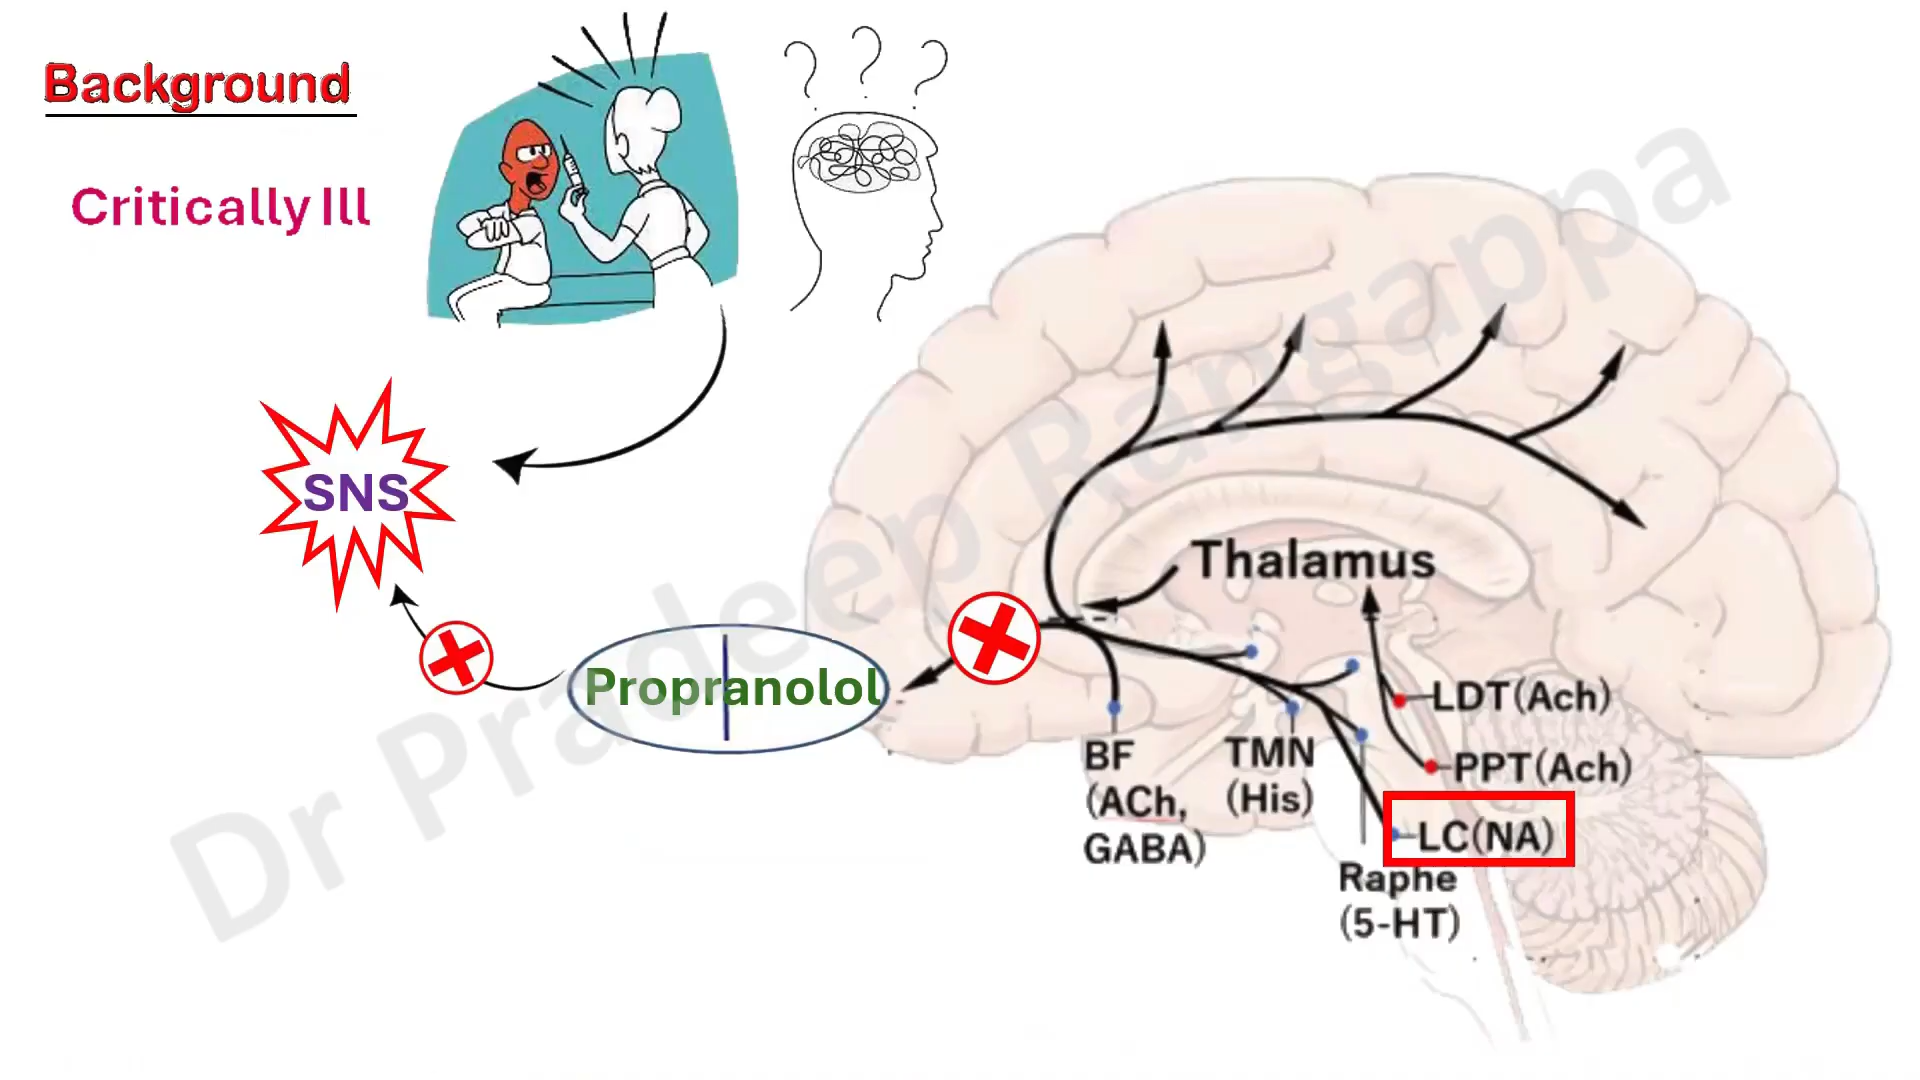 Background
Critically Ill
? ? ?
SNS
Propranolol
Thalamus
LDT(Ach)
PPT(Ach)
LC(NA)
BF
(ACh,
GABA)
TMN
(His)
Raphe
(5-HT)
Dr Pradeep Rangappa